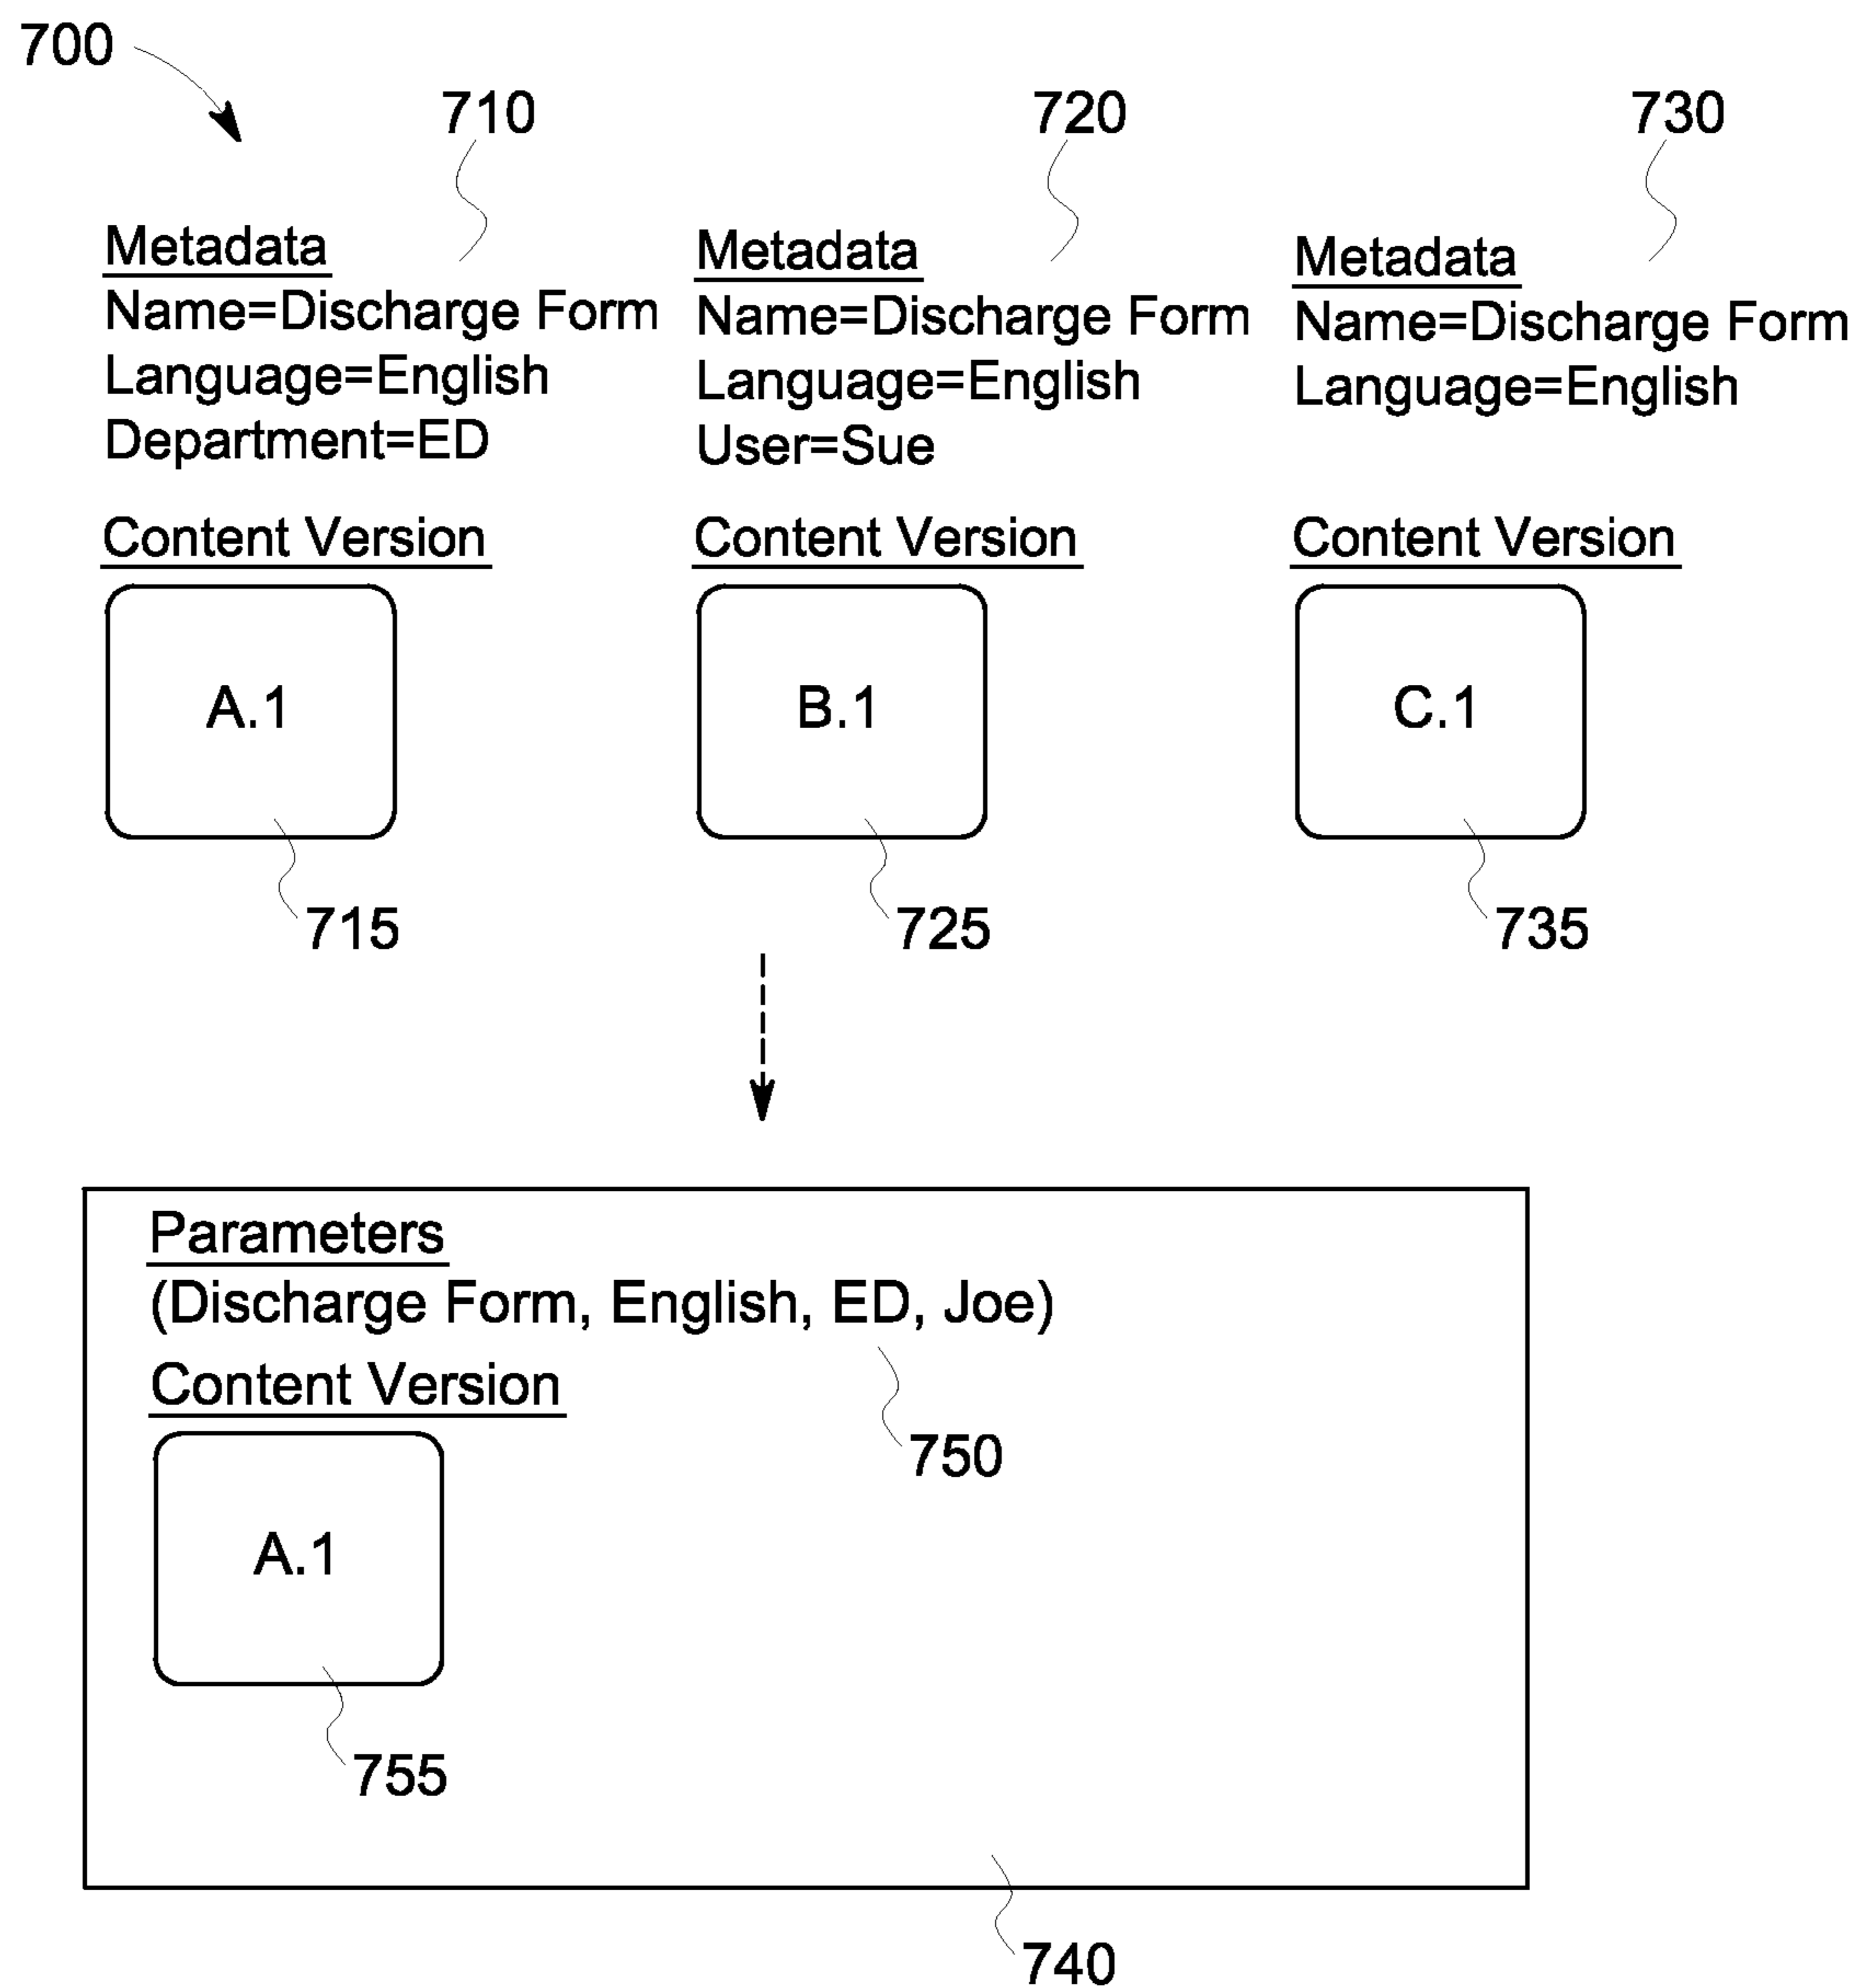 700
710
720
730
Metadata
Name=Discharge Form
Language=English
Department=ED
Content Version
A.1
715
Metadata
Name=Discharge Form
Language=English
User=Sue
Content Version
B.1
725
Metadata
Name=Discharge Form
Language=English
Content Version
C.1
735
Parameters
(Discharge Form, English, ED, Joe)
Content Version
750
A.1
755
740